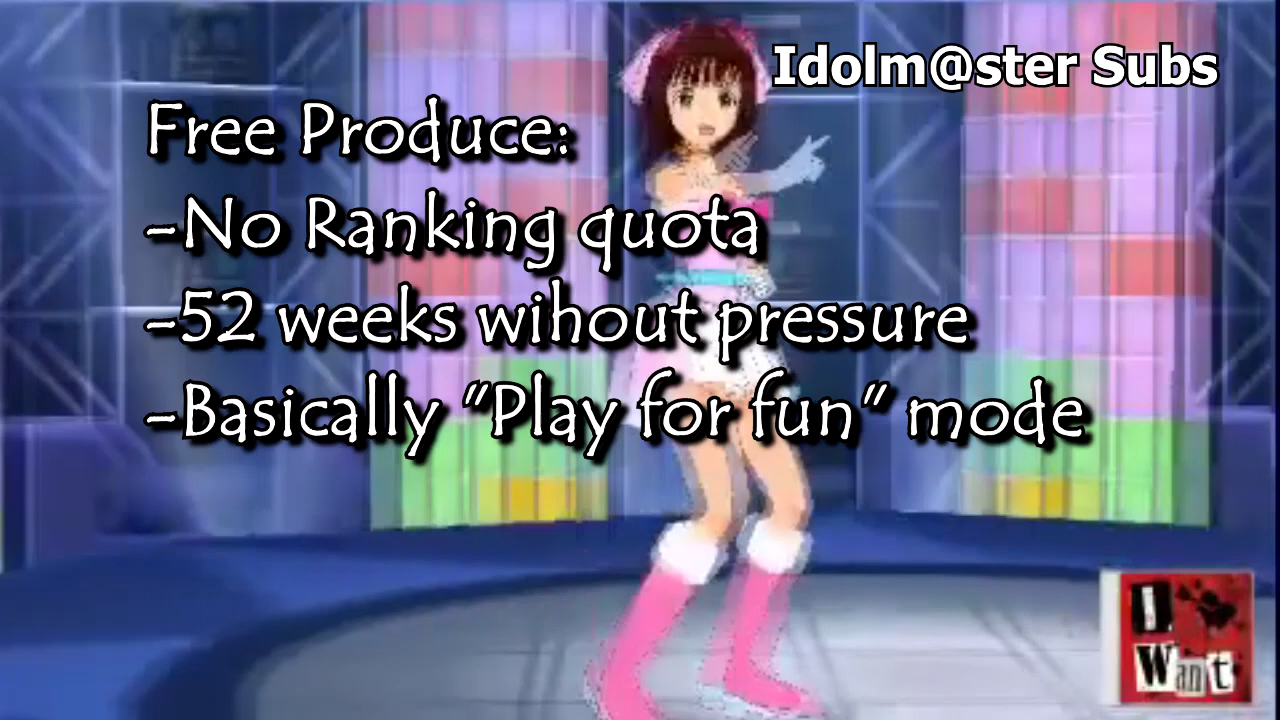 Idolm@ster Subs
Free Produce:
-No Ranking quota
-52 weeks wihout pressure
-Basically "Play for fun" mode
I
Want